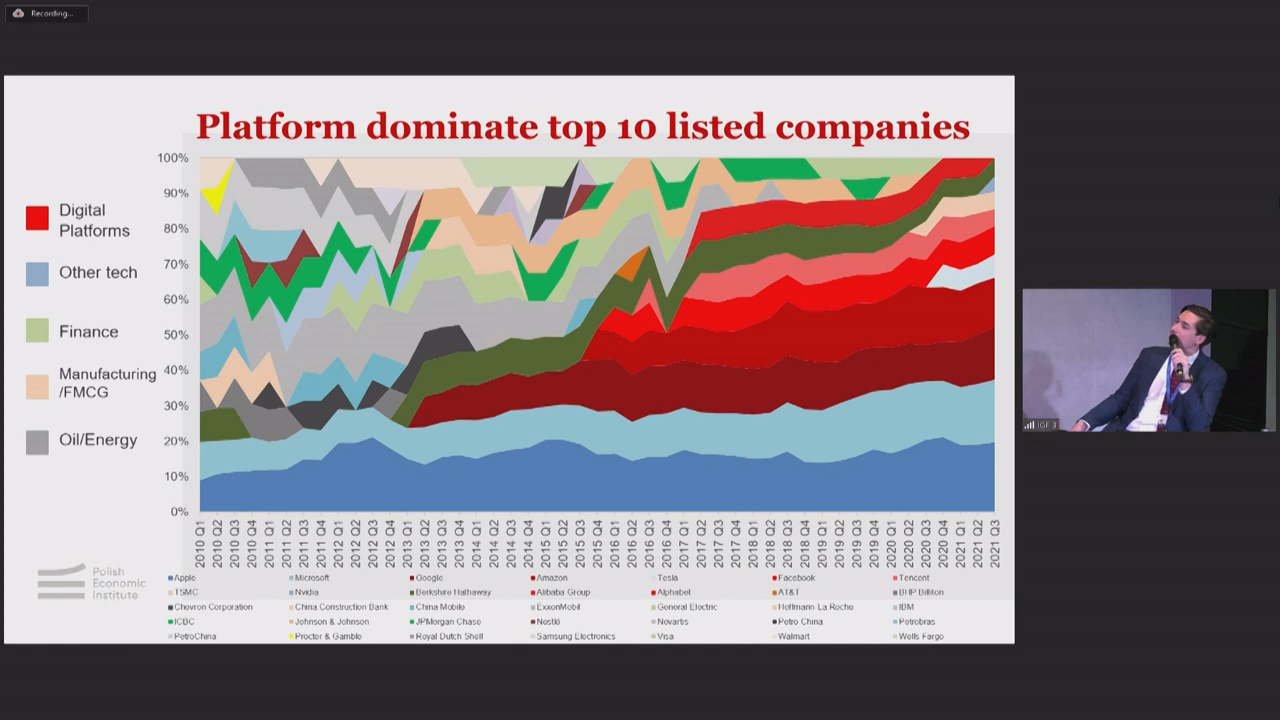 Recording...
Platform dominate top 10 listed companies
Digital
Platforms
Other tech
Finance
Manufacturing
/FMCG
Oil/Energy
100%
90%
80%
70%
60%
50%
40%
30%
20%
10%
0%
2010 Q1
2010 Q2
2010 Q3
2010 Q4
2011 Q1
2011 Q2
2011 Q3
2011 Q4
2012 Q1
2012 Q2
2012 Q3
2012 Q4
2013 Q1
2013 Q2
2013 Q3
2013 Q4
2014 Q1
2014 Q2
2014 Q3
2014 Q4
2015 Q1
2015 Q2
2015 Q3
2015 Q4
2016 Q1
2016 Q2
2016 Q3
2016 Q4
2017 Q1
2017 Q2
2017 Q3
2017 Q4
2018 Q1
2018 Q2
2018 Q3
2018 Q4
2019 Q1
2019 Q2
2019 Q3
2019 Q4
2020 Q1
2020 Q2
2020 Q3
2020 Q4
2021 Q1
2021 Q2
2021 Q3
Apple Microsoft Google Amazon Tesla Facebook Tencent
TSMC Nvidia Berkshire Hathaway Alibaba Group Alphabet AT&T BHP Billiton
Chevron Corporation China Construction Bank China Mobile ExxonMobil General Electric Hoffmann-La Roche IBM
ICBC Johnson & Johnson JPMorgan Chase Nestlé Novartis Petro China Petrobras
PetroChina Procter & Gamble Royal Dutch Shell Samsung Electronics Visa Walmart Wells Fargo
Polish
Economic
Institute
IGF 3